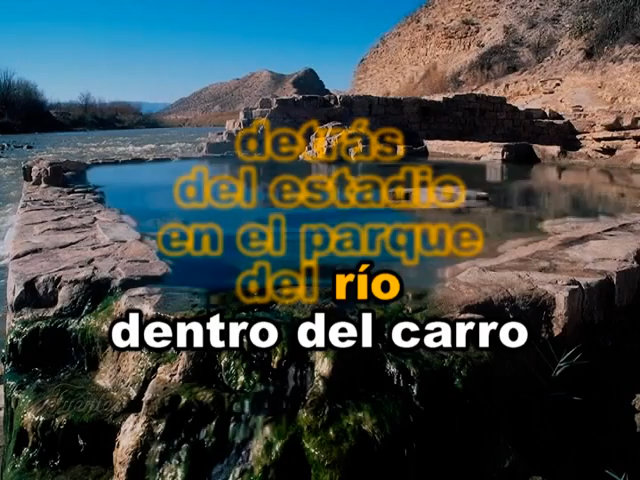 detrás
del estadio
en el parque
del río
dentro del carro